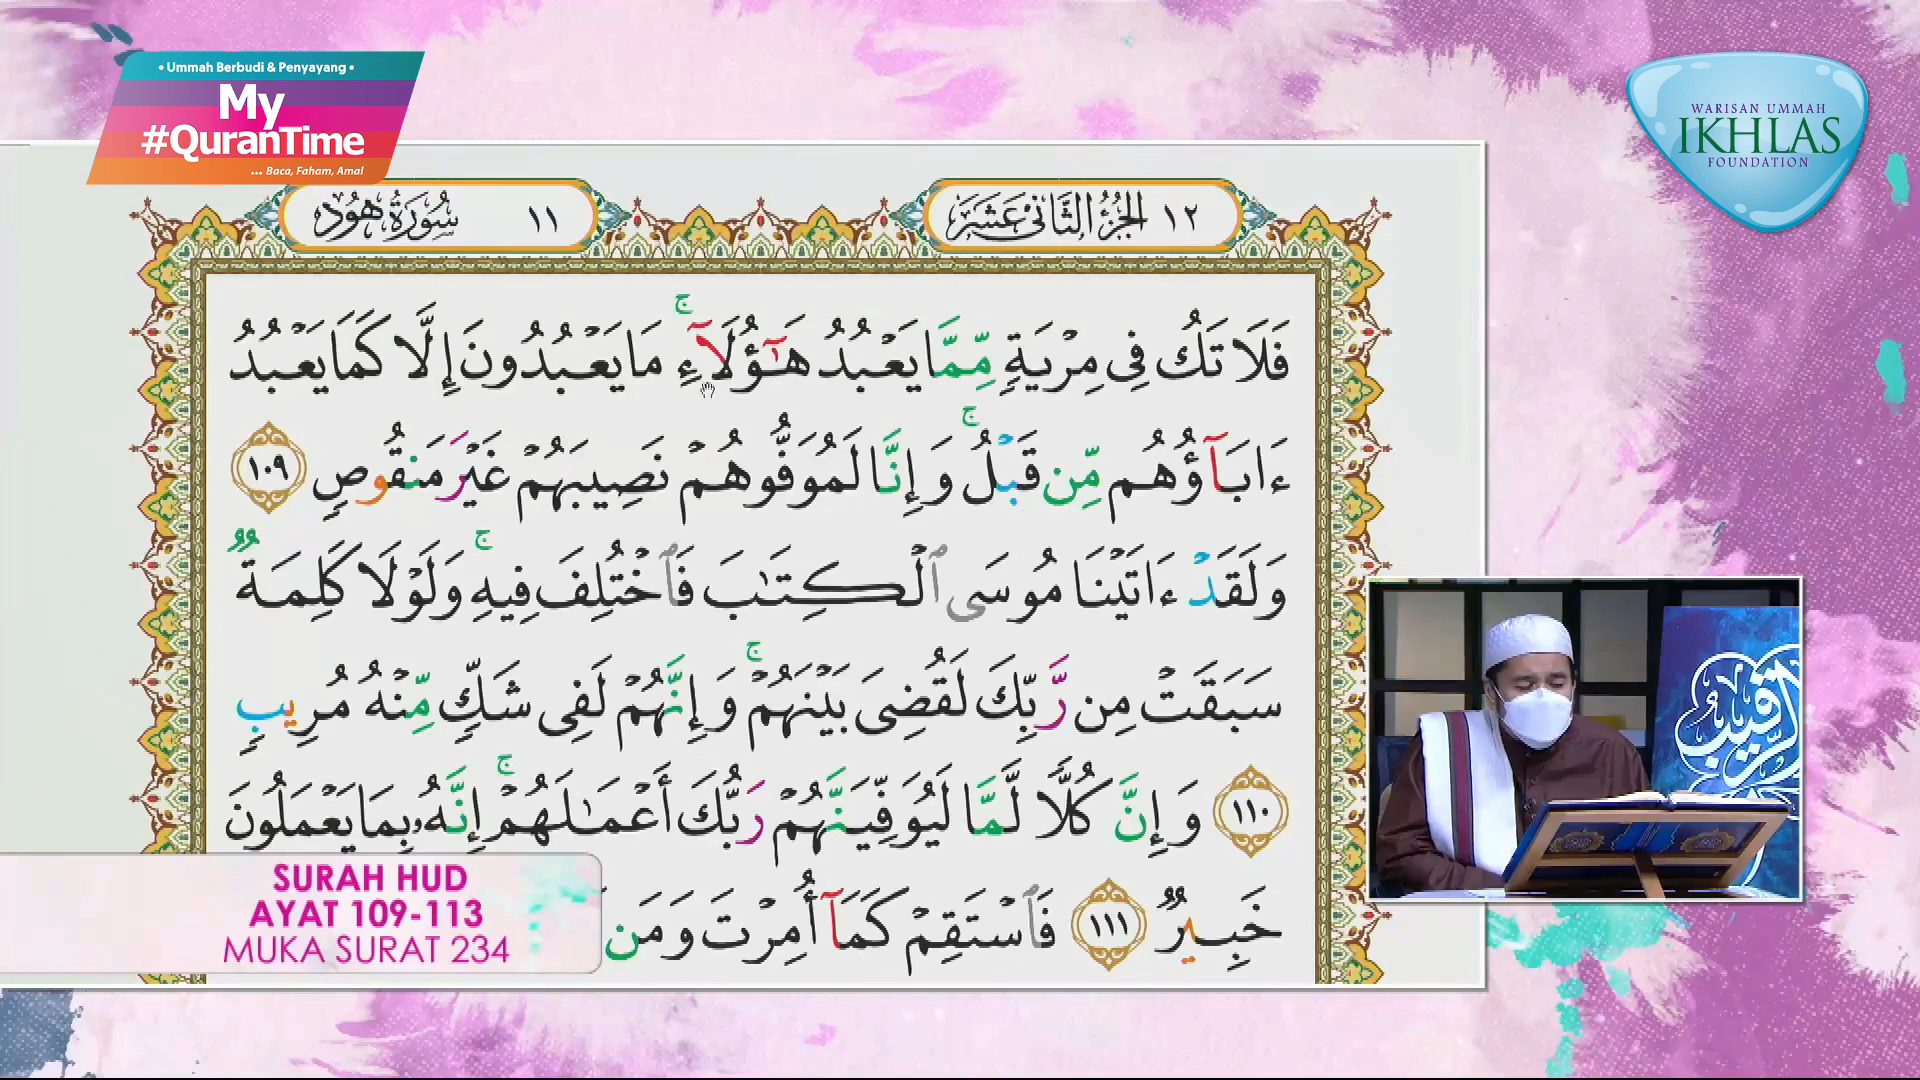 • Ummah Berbudi & Penyayang •
My
#QuranTime
... Baca, Faham, Amal
WARISAN UMMAH
IKHLAS
FOUNDATION
١٢ الجُزْءُ الثَّانِيْ عَشَرَ
١١ سُوْرَةُ هُوْد
فَلَا تَكُ فِى مِرْيَةٍ مِّمَّا يَعْبُدُ هَٰٓؤُلَآءِ ۚ مَا يَعْبُدُونَ إِلَّا كَمَا يَعْبُدُ
ءَابَآؤُهُم مِّن قَبْلُ ۚ وَإِنَّا لَمُوَفُّوهُمْ نَصِيبَهُمْ غَيْرَ مَنقُوصٍ ١٠٩
وَلَقَدْ ءَاتَيْنَا مُوسَى ٱلْكِتَٰبَ فَٱخْتُلِفَ فِيهِ ۚ وَلَوْلَا كَلِمَةٌ
سَبَقَتْ مِن رَّبِّكَ لَقُضِىَ بَيْنَهُمْ ۚ وَإِنَّهُمْ لَفِى شَكٍّ مِّنْهُ مُرِيبٍ
١١٠ وَإِنَّ كُلًّا لَّمَّا لَيُوَفِّيَنَّهُمْ رَبُّكَ أَعْمَٰلَهُمْ ۚ إِنَّهُۥ بِمَا يَعْمَلُونَ
خَبِيرٌ ١١١ فَٱسْتَقِمْ كَمَآ أُمِرْتَ وَمَن
SURAH HUD
AYAT 109-113
MUKA SURAT 234